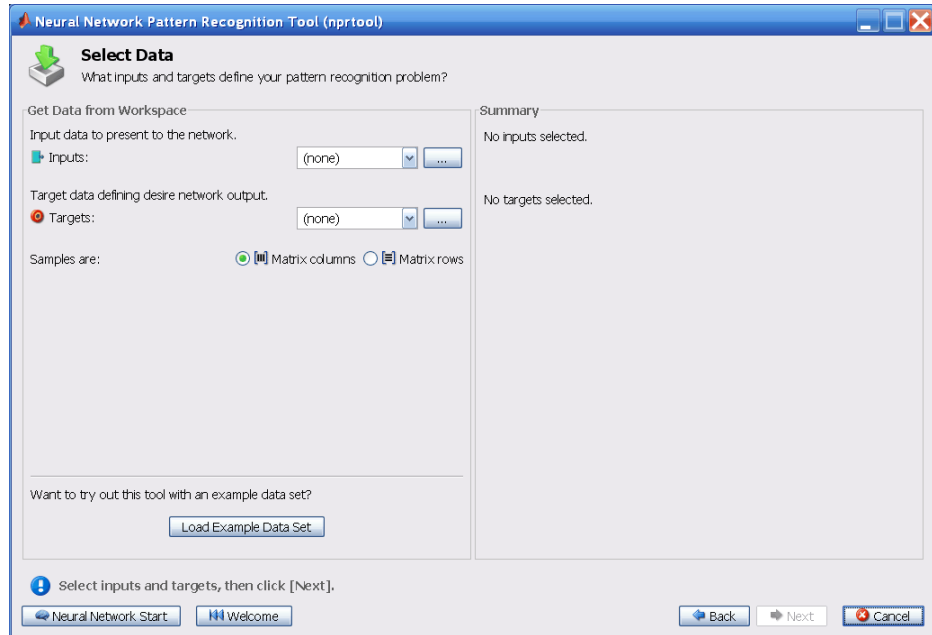 Neural Network Pattern Recognition Tool (nprtool)
Select Data
What inputs and targets define your pattern recognition problem?
Get Data from Workspace
Input data to present to the network.
Inputs: (none) ...
Target data defining desire network output.
Targets: (none) ...
Samples are: Matrix columns Matrix rows
Want to try out this tool with an example data set?
Load Example Data Set
Summary
No inputs selected.
No targets selected.
Select inputs and targets, then click [Next].
Neural Network Start Welcome Back Next Cancel